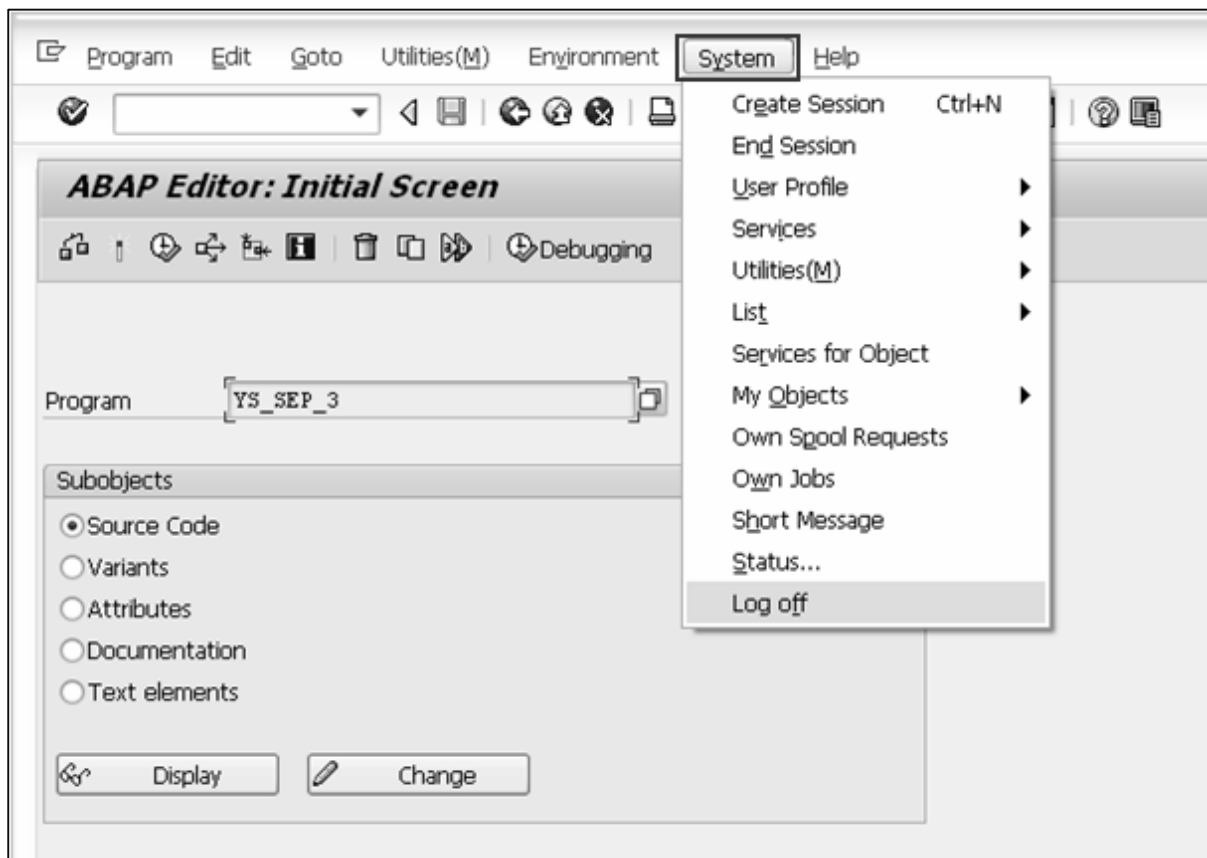 Program Edit Goto Utilities(M) Environment System Help
Create Session Ctrl+N
End Session
User Profile
Services
Utilities(M)
List
Services for Object
My Objects
Own Spool Requests
Own Jobs
Short Message
Status...
Log off
ABAP Editor: Initial Screen
Debugging
Program YS_SEP_3
Subobjects
Source Code
Variants
Attributes
Documentation
Text elements
Display Change